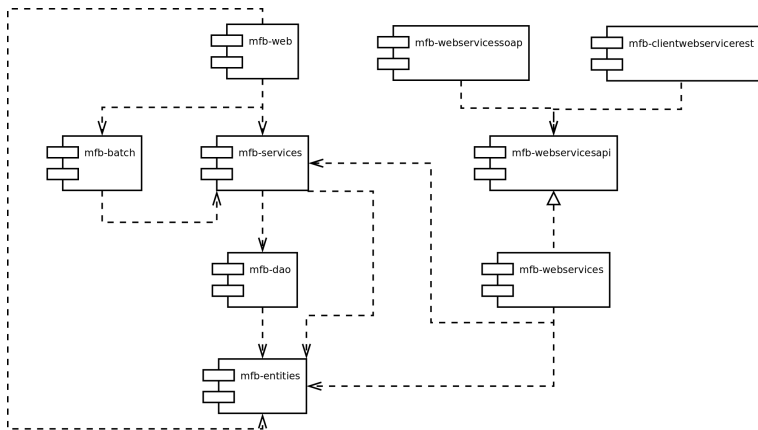 mfb-web
mfb-webservicessoap
mfb-clientwebservicerest
mfb-batch
mfb-services
mfb-webservicesapi
mfb-dao
mfb-webservices
mfb-entities